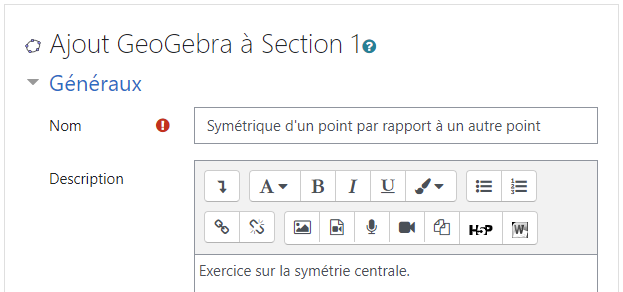 Ajout GeoGebra à Section 1
Généraux
Nom
Symétrique d'un point par rapport à un autre point
Description
A B I U
H5P W
Exercice sur la symétrie centrale.